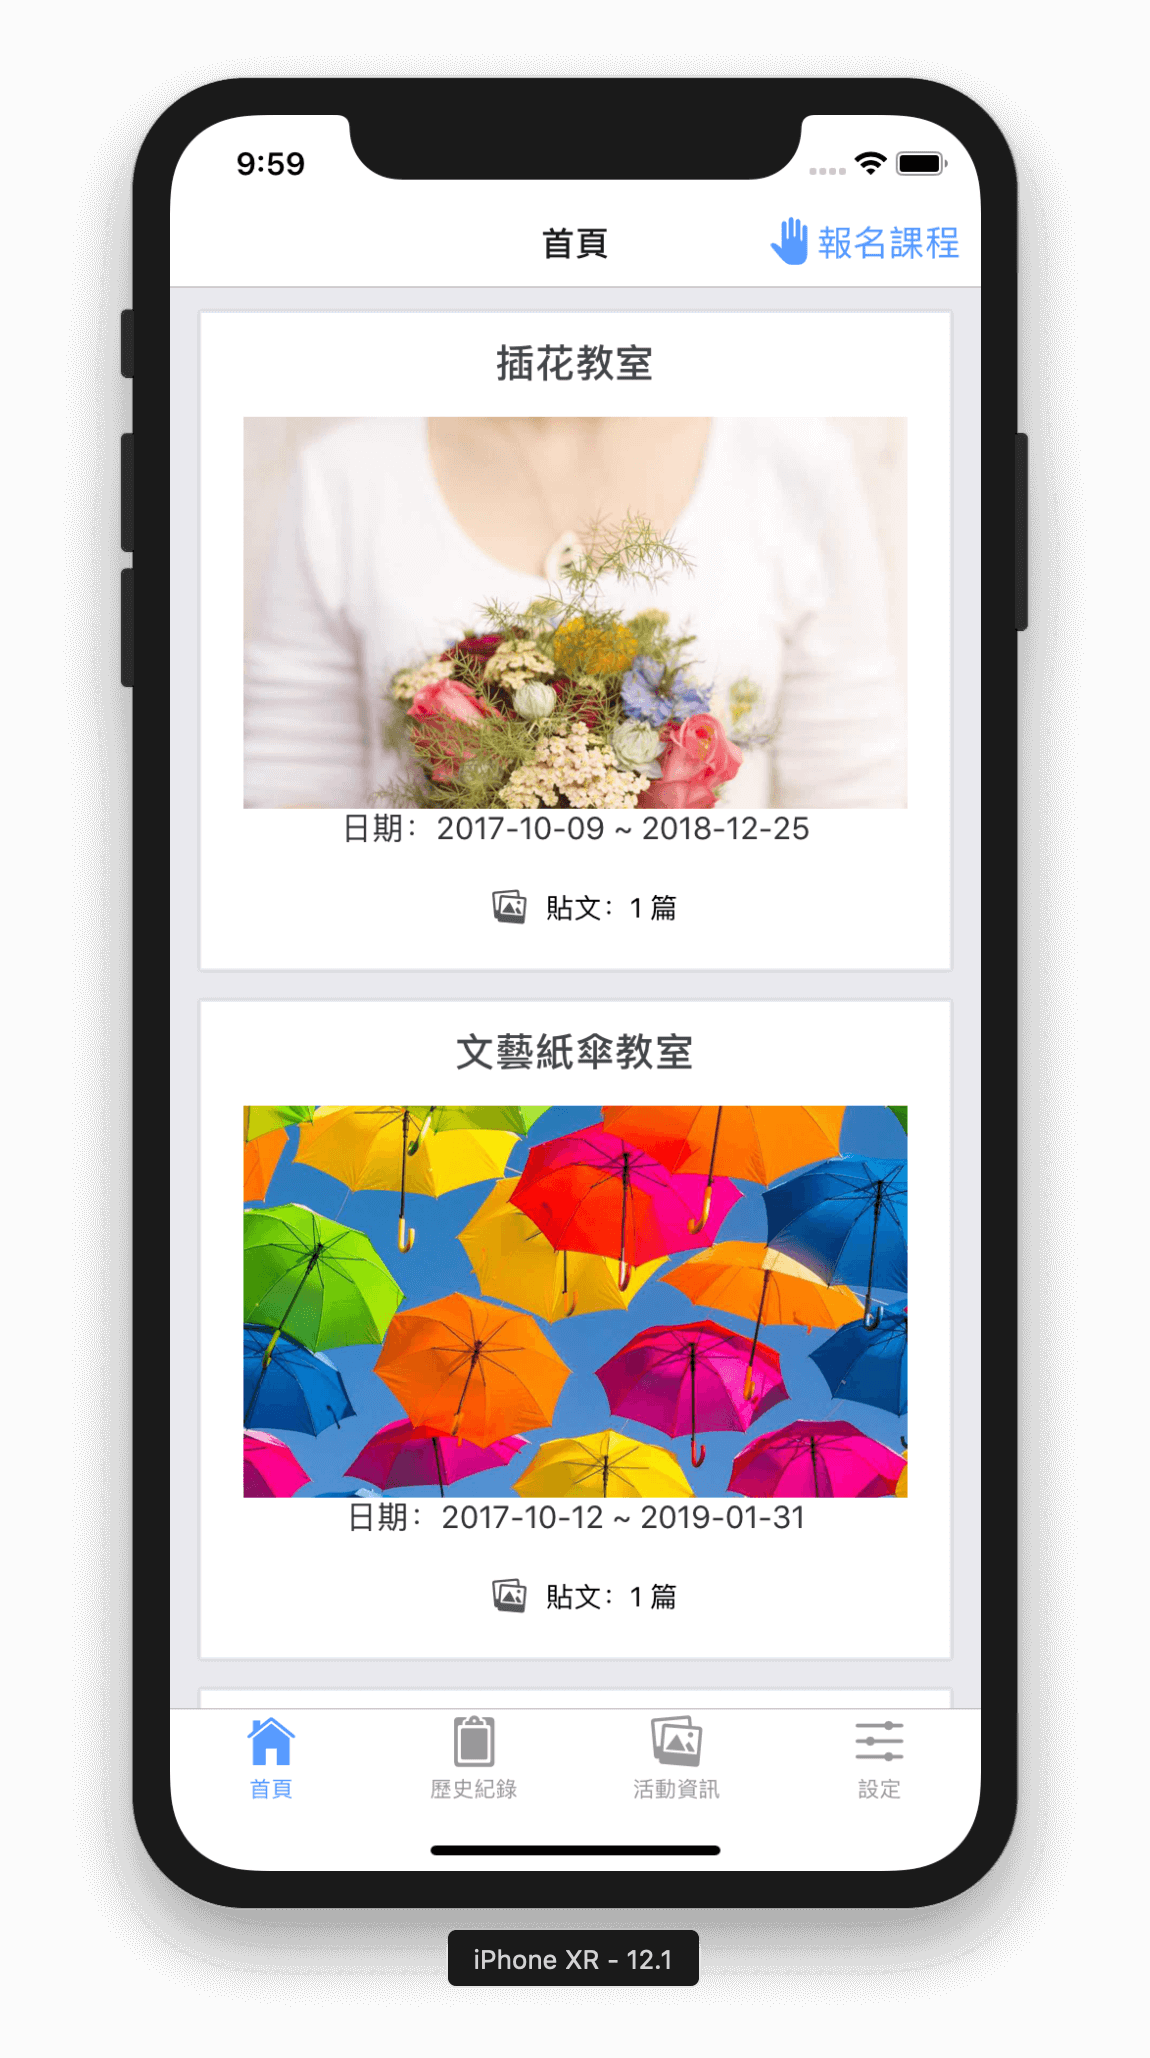 9:59
首頁
報名課程
插花教室
日期：2017-10-09 ~ 2018-12-25
貼文：1 篇
文藝紙傘教室
日期：2017-10-12 ~ 2019-01-31
貼文：1 篇
首頁
歷史紀錄
活動資訊
設定
iPhone XR - 12.1